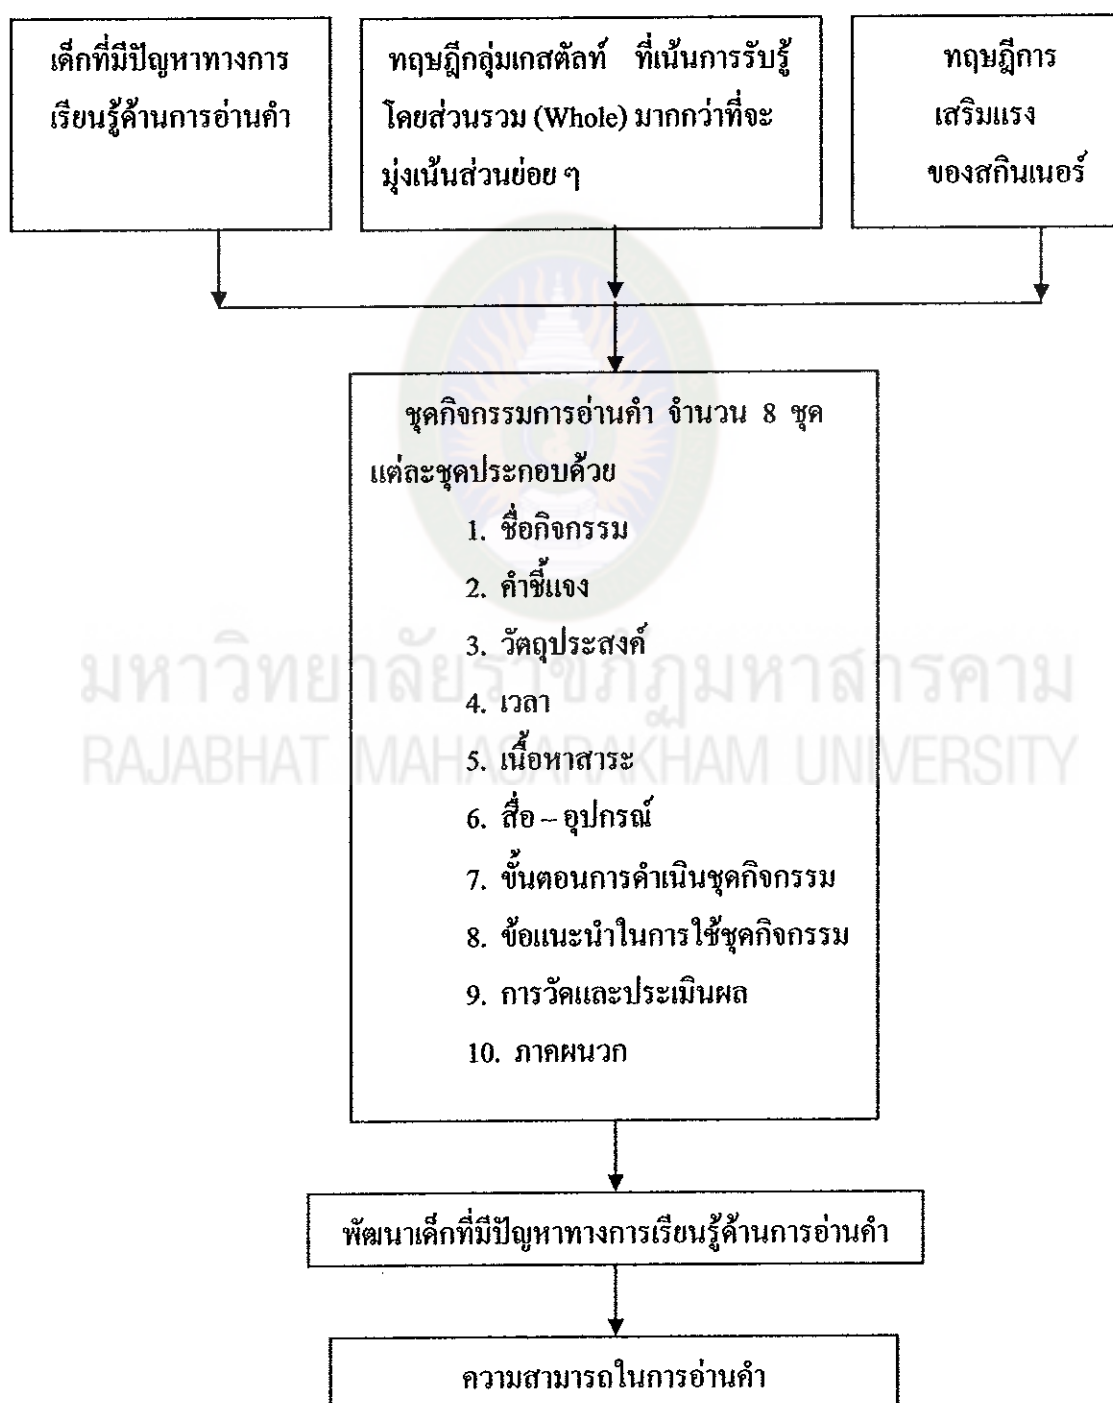 เด็กที่มีปัญหาทางการ
เรียนรู้ด้านการอ่านคำ
ทฤษฎีกลุ่มเกสตัลท์ ที่เน้นการรับรู้
โดยส่วนรวม (Whole) มากกว่าที่จะ
มุ่งเน้นส่วนย่อย ๆ
ทฤษฎีการ
เสริมแรง
ของสกินเนอร์
ชุดกิจกรรมการอ่านคำ จำนวน 8 ชุด
แต่ละชุดประกอบด้วย
1. ชื่อกิจกรรม
2. คำชี้แจง
3. วัตถุประสงค์
มหาวิทยาลัยราชภัฏมหาสารคาม
4. เวลา
5. เนื้อหาสาระ
RAJABHAT MAHASARAKHAM UNIVERSITY
6. สื่อ – อุปกรณ์
7. ขั้นตอนการดำเนินชุดกิจกรรม
8. ข้อแนะนำในการใช้ชุดกิจกรรม
9. การวัดและประเมินผล
10. ภาคผนวก
พัฒนาเด็กที่มีปัญหาทางการเรียนรู้ด้านการอ่านคำ
ความสามารถในการอ่านคำ